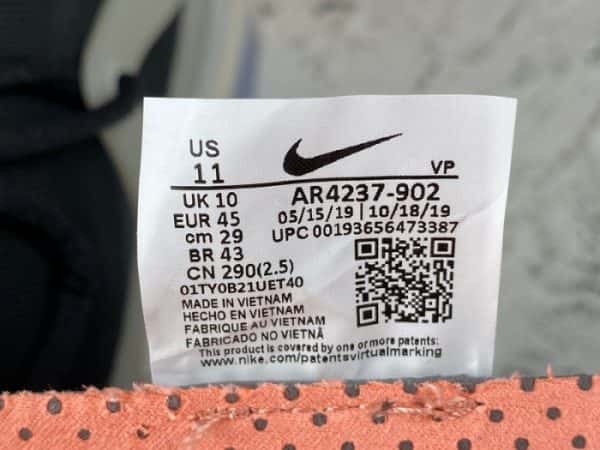 US
11
VP
UK 10
AR4237-902
EUR 45
05/15/19 | 10/18/19
cm 29
UPC 00193656473387
BR 43
CN 290(2.5)
01TY0B21UET40
MADE IN VIETNAM
HECHO EN VIETNAM
FABRIQUE AU VIETNAM
FABRICADO NO VIETNÃ
This product is covered by one or more patents:
www.nike.com/patentsvirtualmarking